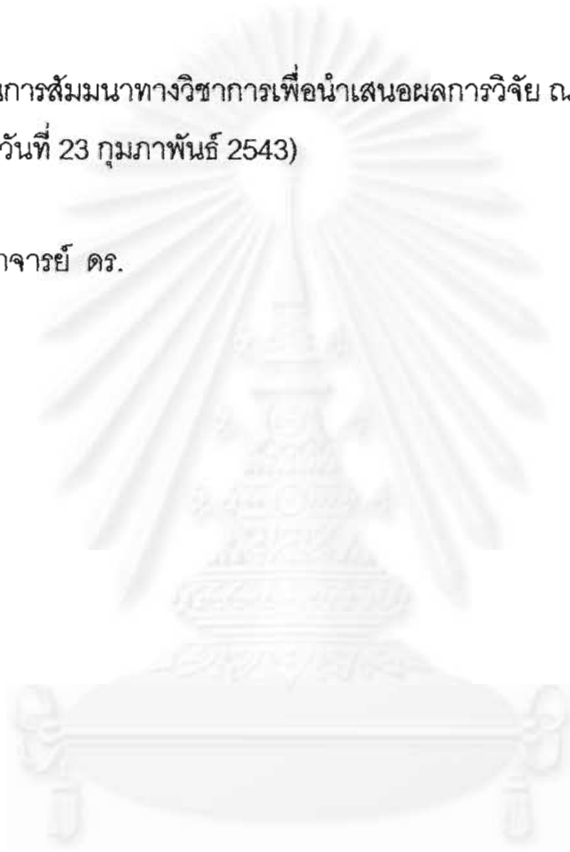 นการสัมมนาทางวิชาการเพื่อนำเสนอผลการวิจัย ณ
วันที่ 23 กุมภาพันธ์ 2543)
าจารย์ ดร.